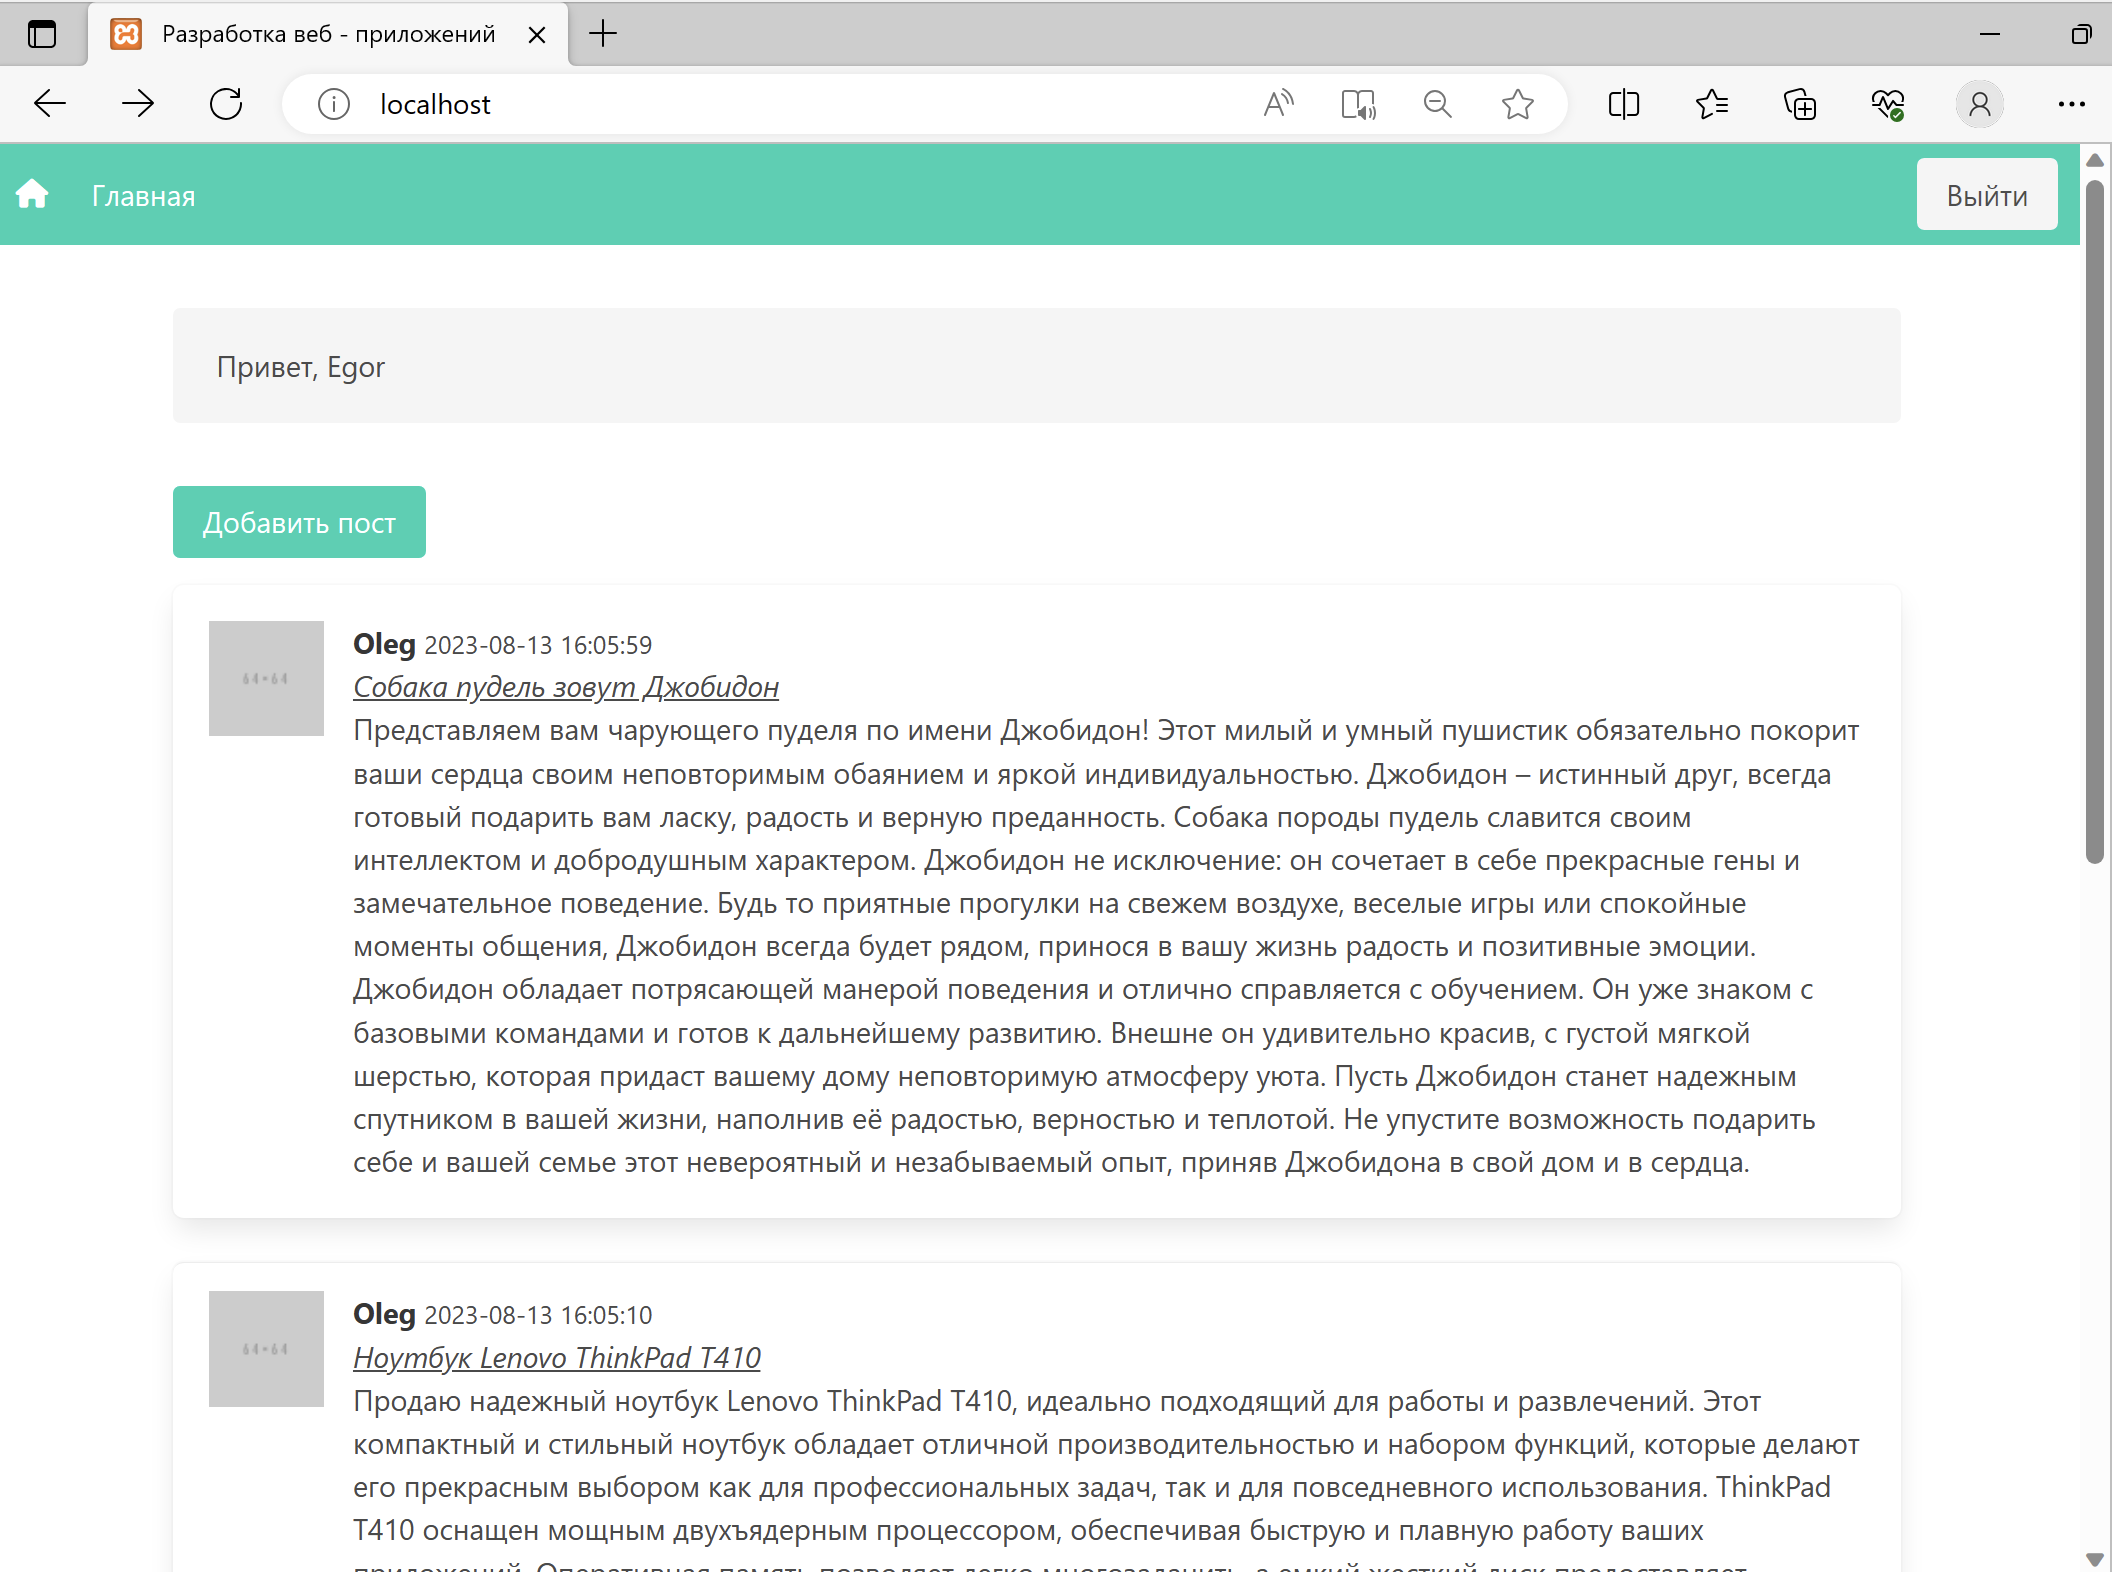 Разработка веб - приложений
localhost
Главная
Выйти
Привет, Egor
Добавить пост
64×64
Oleg 2023-08-13 16:05:59
Собака пудель зовут Джобидон
Представляем вам чарующего пуделя по имени Джобидон! Этот милый и умный пушистик обязательно покорит
ваши сердца своим неповторимым обаянием и яркой индивидуальностью. Джобидон – истинный друг, всегда
готовый подарить вам ласку, радость и верную преданность. Собака породы пудель славится своим
интеллектом и добродушным характером. Джобидон не исключение: он сочетает в себе прекрасные гены и
замечательное поведение. Будь то приятные прогулки на свежем воздухе, веселые игры или спокойные
моменты общения, Джобидон всегда будет рядом, принося в вашу жизнь радость и позитивные эмоции.
Джобидон обладает потрясающей манерой поведения и отлично справляется с обучением. Он уже знаком с
базовыми командами и готов к дальнейшему развитию. Внешне он удивительно красив, с густой мягкой
шерстью, которая придаст вашему дому неповторимую атмосферу уюта. Пусть Джобидон станет надежным
спутником в вашей жизни, наполнив её радостью, верностью и теплотой. Не упустите возможность подарить
себе и вашей семье этот невероятный и незабываемый опыт, приняв Джобидона в свой дом и в сердца.
64×64
Oleg 2023-08-13 16:05:10
Ноутбук Lenovo ThinkPad T410
Продаю надежный ноутбук Lenovo ThinkPad T410, идеально подходящий для работы и развлечений. Этот
компактный и стильный ноутбук обладает отличной производительностью и набором функций, которые делают
его прекрасным выбором как для профессиональных задач, так и для повседневного использования. ThinkPad
T410 оснащен мощным двухъядерным процессором, обеспечивая быструю и плавную работу ваших
приложений. Оперативная память позволяет легко многозадачить, а емкий жесткий диск предоставляет